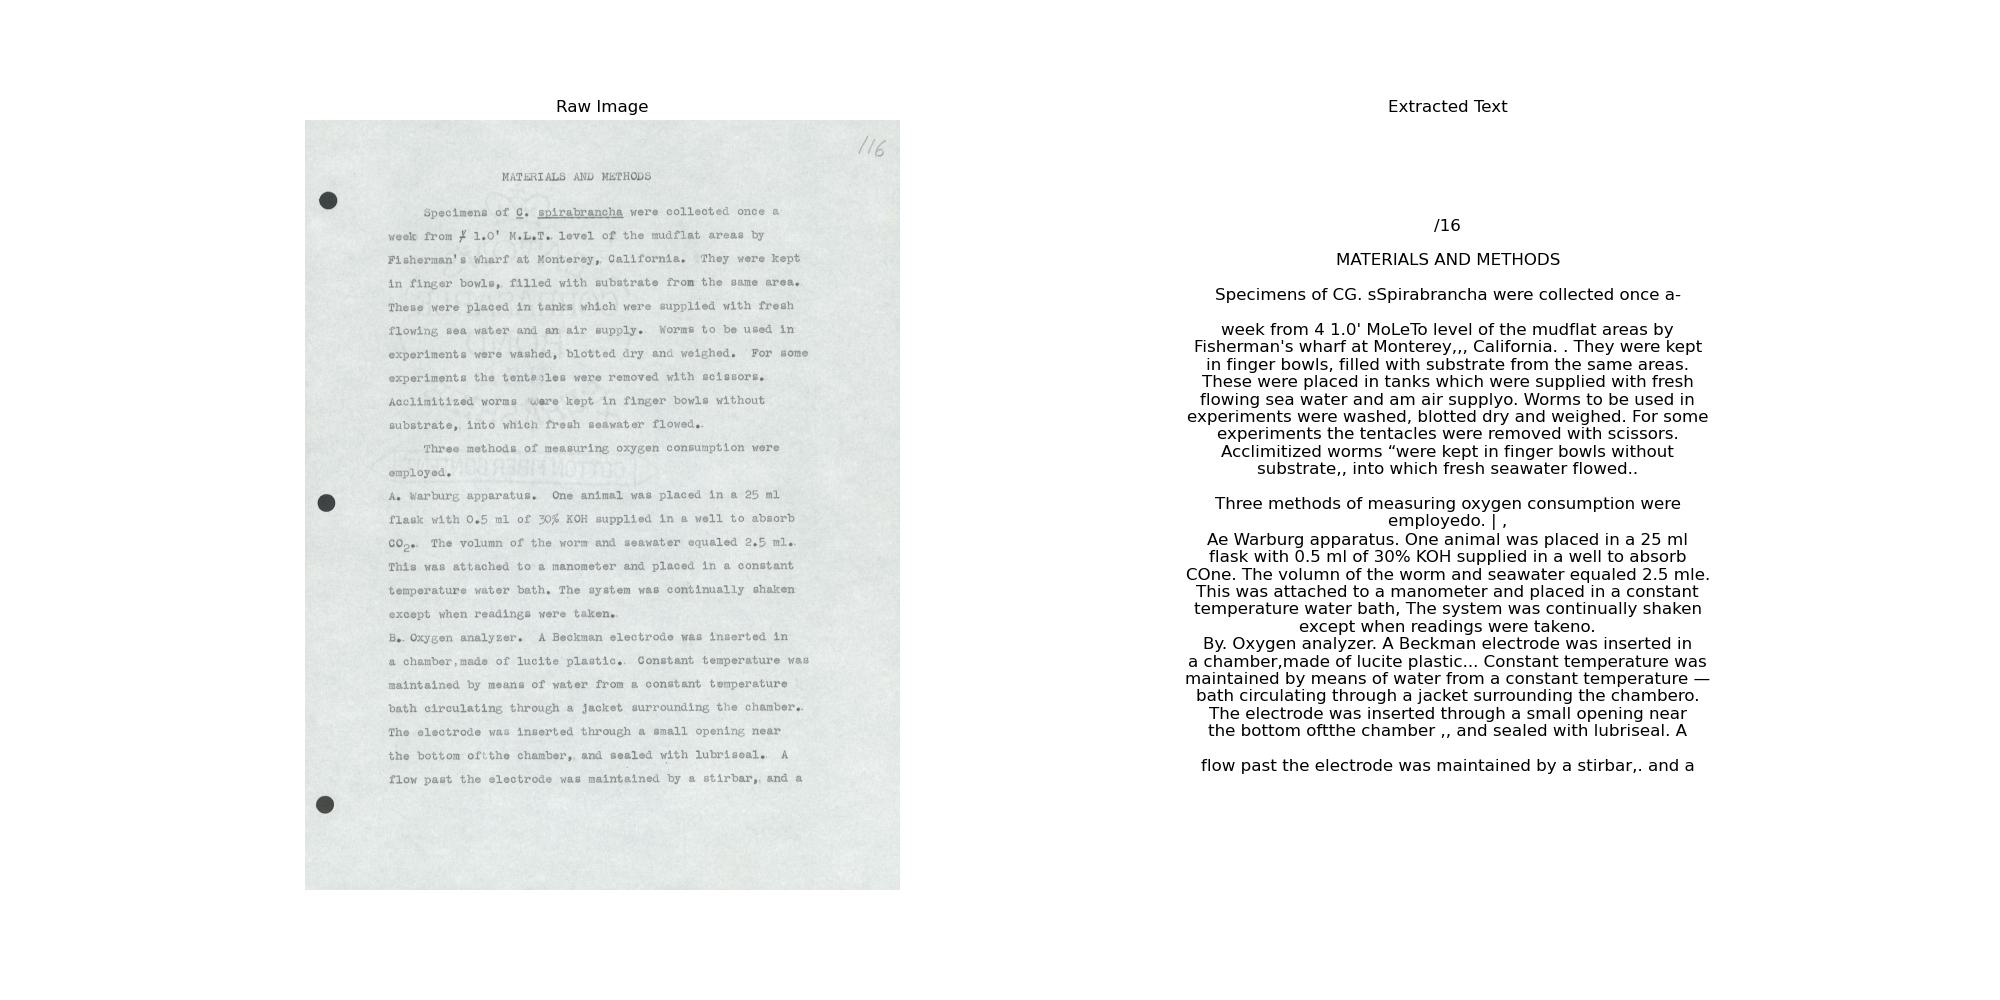 Raw Image
116
MATERIALS AND METHODS
Specimens of C. spirabrancha were collected once a
week from ⨍ 1.0' M.L.T. level of the mudflat areas by
Fisherman's Wharf at Monterey, California. They were kept
in finger bowls, filled with substrate from the same area.
These were placed in tanks which were supplied with fresh
flowing sea water and an air supply. Worms to be used in
experiments were washed, blotted dry and weighed. For some
experiments the tentacles were removed with scissors.
Acclimitized worms were kept in finger bowls without
substrate, into which fresh seawater flowed.
Three methods of measuring oxygen consumption were
employed.
A. Warburg apparatus. One animal was placed in a 25 ml
flask with 0.5 ml of 30% KOH supplied in a well to absorb
CO2. The volumn of the worm and seawater equaled 2.5 ml.
This was attached to a manometer and placed in a constant
temperature water bath. The system was continually shaken
except when readings were taken.
B. Oxygen analyzer. A Beckman electrode was inserted in
a chamber,made of lucite plastic. Constant temperature was
maintained by means of water from a constant temperature
bath circulating through a jacket surrounding the chamber.
The electrode was inserted through a small opening near
the bottom oftthe chamber, and sealed with lubriseal. A
flow past the electrode was maintained by a stirbar, and a
Extracted Text
/16
MATERIALS AND METHODS
Specimens of CG. sSpirabrancha were collected once a-
week from 4 1.0' MoLeTo level of the mudflat areas by
Fisherman's wharf at Monterey,,, California. . They were kept
in finger bowls, filled with substrate from the same areas.
These were placed in tanks which were supplied with fresh
flowing sea water and am air supplyo. Worms to be used in
experiments were washed, blotted dry and weighed. For some
experiments the tentacles were removed with scissors.
Acclimitized worms “were kept in finger bowls without
substrate,, into which fresh seawater flowed..
Three methods of measuring oxygen consumption were
employedo. | ,
Ae Warburg apparatus. One animal was placed in a 25 ml
flask with 0.5 ml of 30% KOH supplied in a well to absorb
COne. The volumn of the worm and seawater equaled 2.5 mle.
This was attached to a manometer and placed in a constant
temperature water bath, The system was continually shaken
except when readings were takeno.
By. Oxygen analyzer. A Beckman electrode was inserted in
a chamber,made of lucite plastic... Constant temperature was
maintained by means of water from a constant temperature —
bath circulating through a jacket surrounding the chambero.
The electrode was inserted through a small opening near
the bottom oftthe chamber ,, and sealed with lubriseal. A
flow past the electrode was maintained by a stirbar,. and a